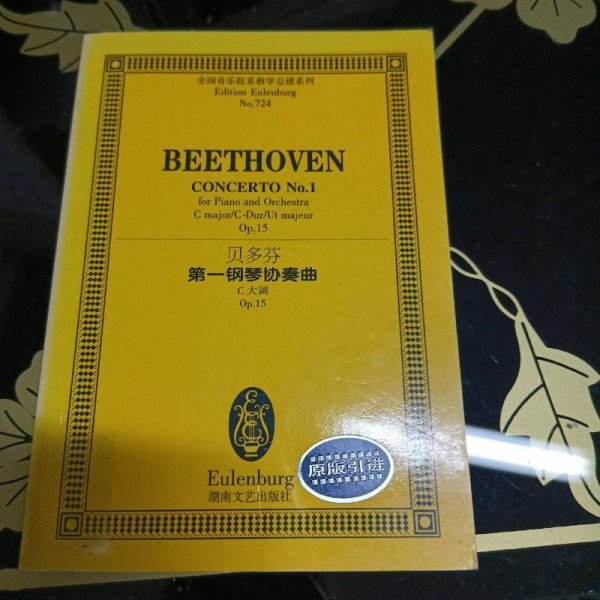 全国音乐院系教学总谱系列
Edition Eulenburg
No.724
BEETHOVEN
CONCERTO No.1
for Piano and Orchestra
C major/C-Dur/Ut majeur
Op.15
贝多芬
第一钢琴协奏曲
C 大调
Op.15
Eulenburg
湖南文艺出版社
原版引进